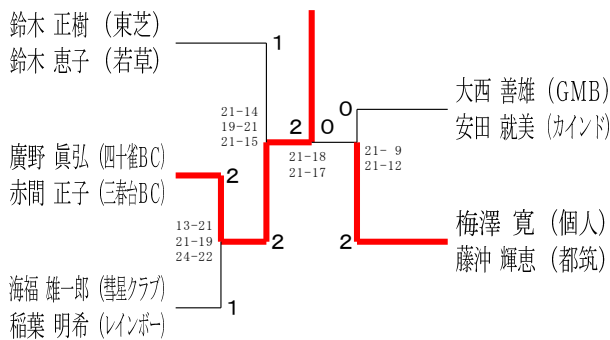 鈴木 正樹 (東芝)
鈴木 恵子 (若草)
1
21-14
19-21
21-15
2
0
21-18
21-17
0
大西 善雄 (GMB)
安田 就美 (カインド)
21- 9
21-12
廣野 眞弘 (四十雀BC)
赤間 正子 (三春台BC)
2
13-21
21-19
24-22
2
2
梅澤 寛 (個人)
藤沖 輝恵 (都筑)
海福 雄一郎 (彗星クラブ)
稲葉 明希 (レインボー)
1